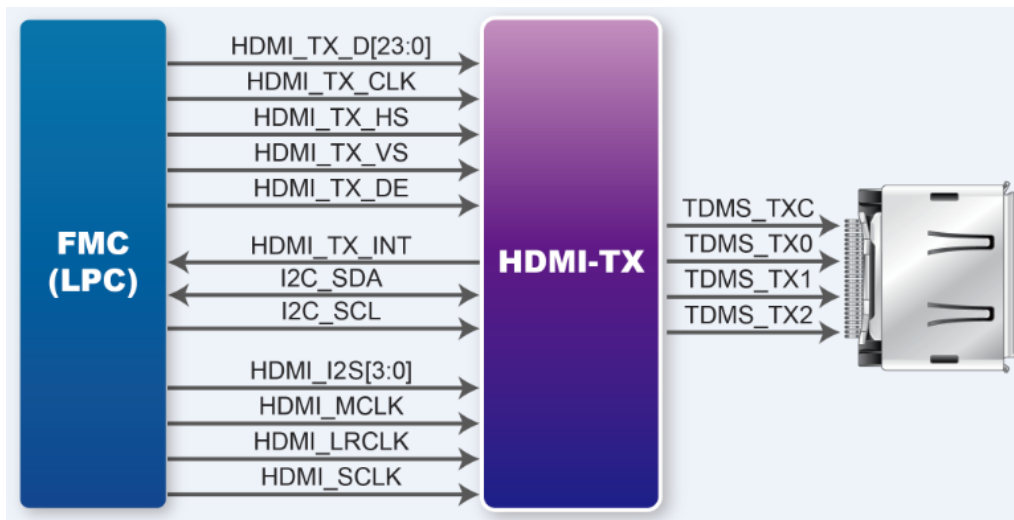 HDMI_TX_D[23:0]
HDMI_TX_CLK
HDMI_TX_HS
HDMI_TX_VS
HDMI_TX_DE
HDMI_TX_INT
I2C_SDA
I2C_SCL
HDMI_I2S[3:0]
HDMI_MCLK
HDMI_LRCLK
HDMI_SCLK
FMC
(LPC)
HDMI-TX
TDMS_TXC
TDMS_TX0
TDMS_TX1
TDMS_TX2